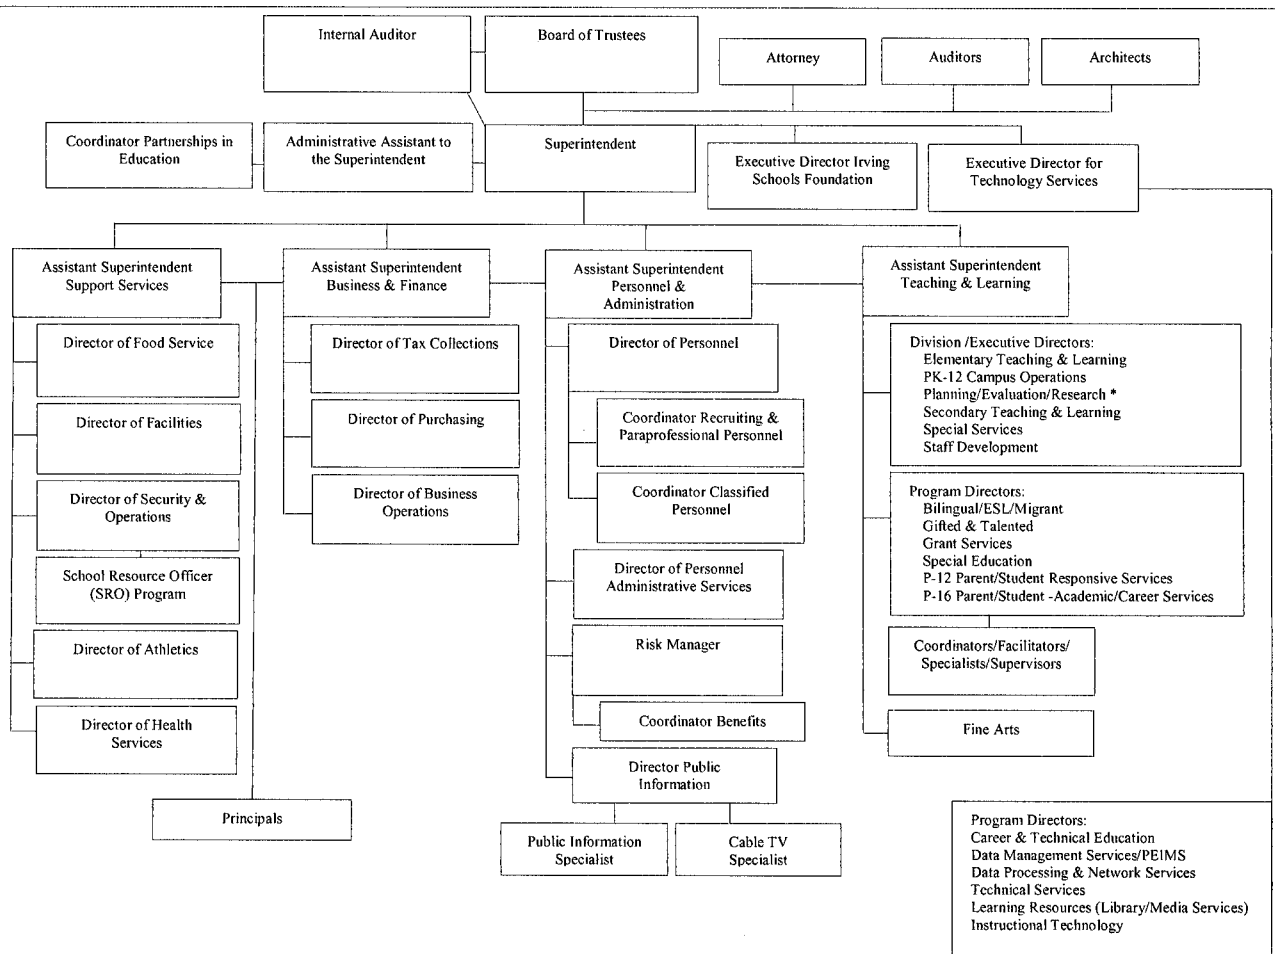 Internal Auditor
Board of Trustees
Attorney
Auditors
Architects
Coordinator Partnerships in
Education
Administrative Assistant to
the Superintendent
Superintendent
Executive Director Irving
Schools Foundation
Executive Director for
Technology Services
Assistant Superintendent
Support Services
Assistant Superintendent
Business & Finance
Assistant Superintendent
Personnel &
Administration
Assistant Superintendent
Teaching & Learning
Director of Food Service
Director of Facilities
Director of Security &
Operations
School Resource Officer
(SRO) Program
Director of Athletics
Director of Health
Services
Principals
Director of Tax Collections
Director of Purchasing
Director of Business
Operations
Director of Personnel
Coordinator Recruiting &
Paraprofessional Personnel
Coordinator Classified
Personnel
Director of Personnel
Administrative Services
Risk Manager
Coordinator Benefits
Director Public
Information
Public Information
Specialist
Cable TV
Specialist
Division /Executive Directors:
Elementary Teaching & Learning
PK-12 Campus Operations
Planning/Evaluation/Research *
Secondary Teaching & Learning
Special Services
Staff Development
Program Directors:
Bilingual/ESL/Migrant
Gifted & Talented
Grant Services
Special Education
P-12 Parent/Student Responsive Services
P-16 Parent/Student -Academic/Career Services
Coordinators/Facilitators/
Specialists/Supervisors
Fine Arts
Program Directors:
Career & Technical Education
Data Management Services/PEIMS
Data Processing & Network Services
Technical Services
Learning Resources (Library/Media Services)
Instructional Technology